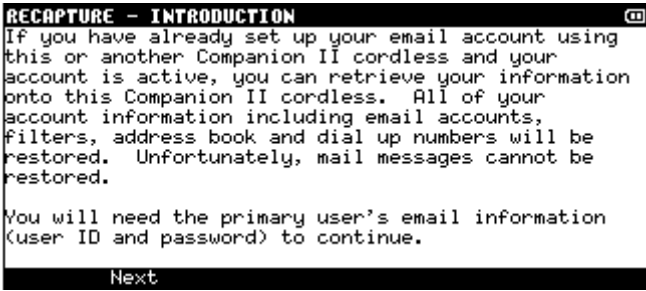 RECAPTURE - INTRODUCTION
If you have already set up your email account using
this or another Companion II cordless and your
account is active, you can retrieve your information
onto this Companion II cordless.  All of your
account information including email accounts,
filters, address book and dial up numbers will be
restored.  Unfortunately, mail messages cannot be
restored.
You will need the primary user's email information
(user ID and password) to continue.
Next